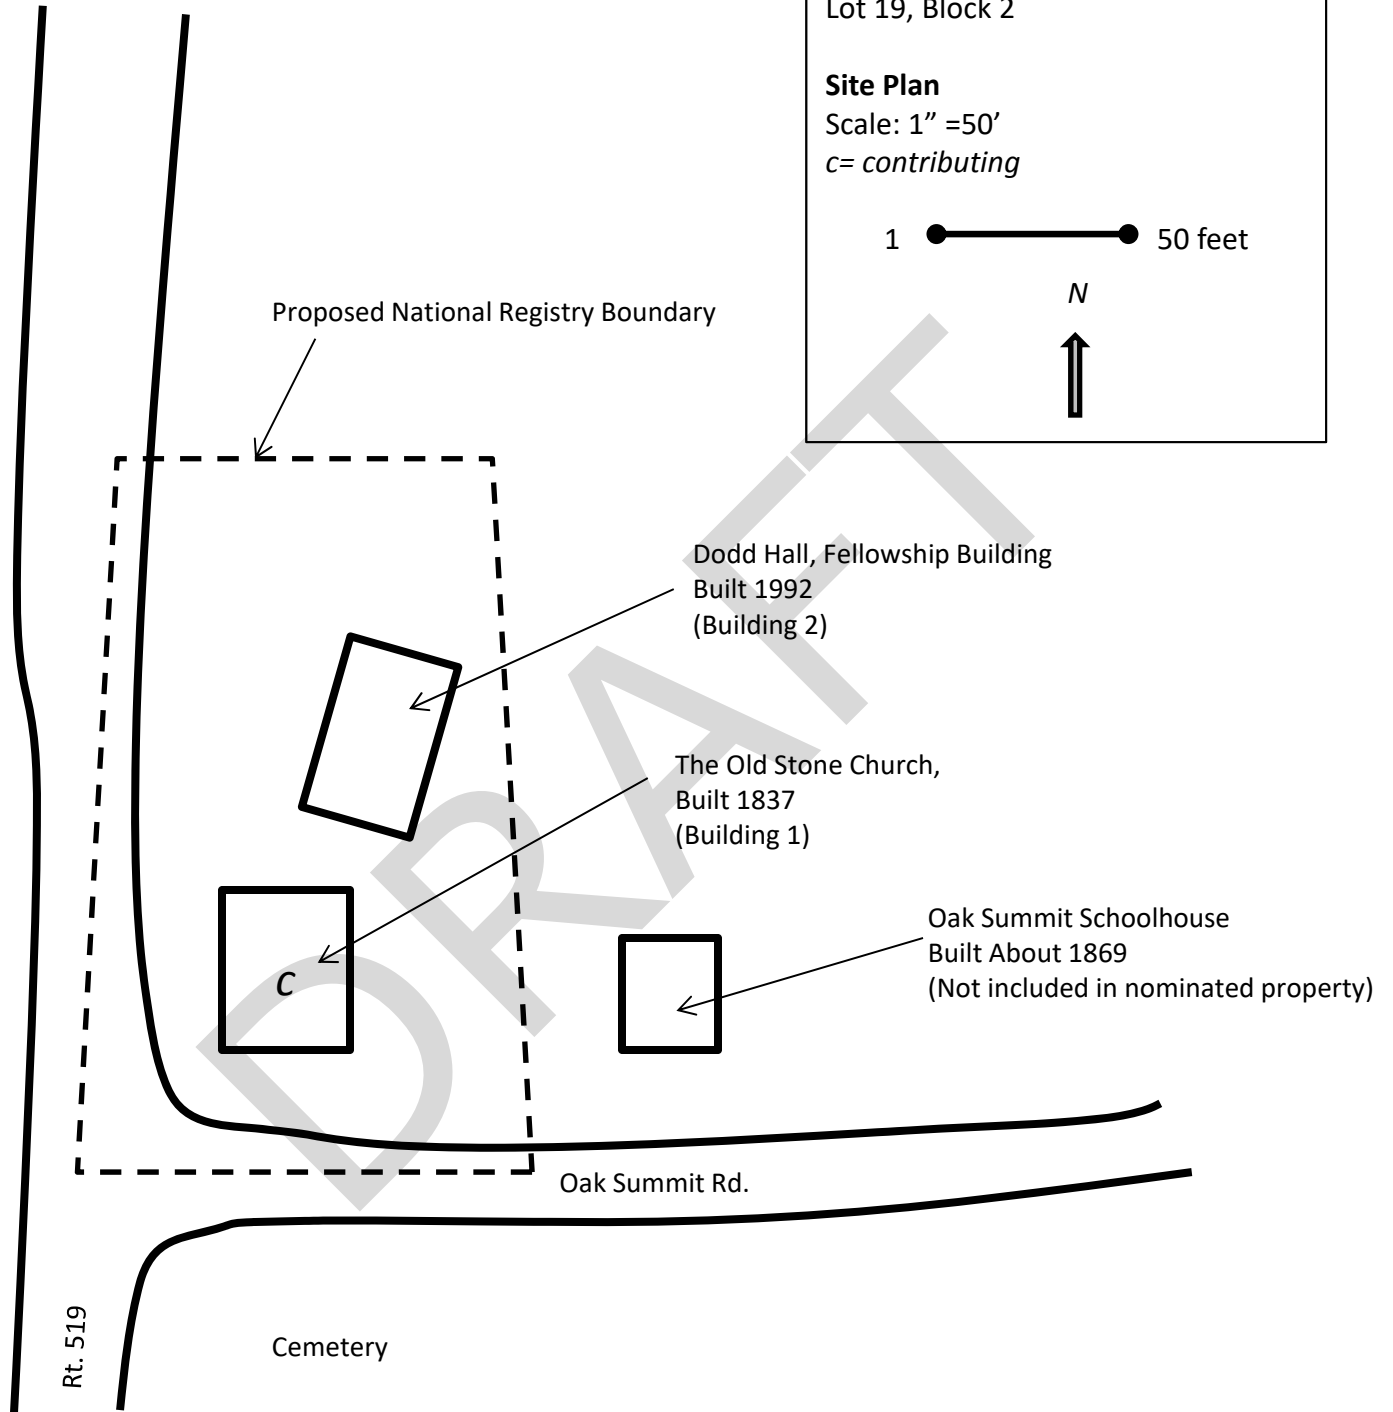 Lot 19, Block 2
Site Plan
Scale: 1” =50’
c= contributing
1
50 feet
N
Proposed National Registry Boundary
Dodd Hall, Fellowship Building
Built 1992
(Building 2)
The Old Stone Church,
Built 1837
(Building 1)
c
Oak Summit Schoolhouse
Built About 1869
(Not included in nominated property)
Oak Summit Rd.
Rt. 519
Cemetery
DRAFT